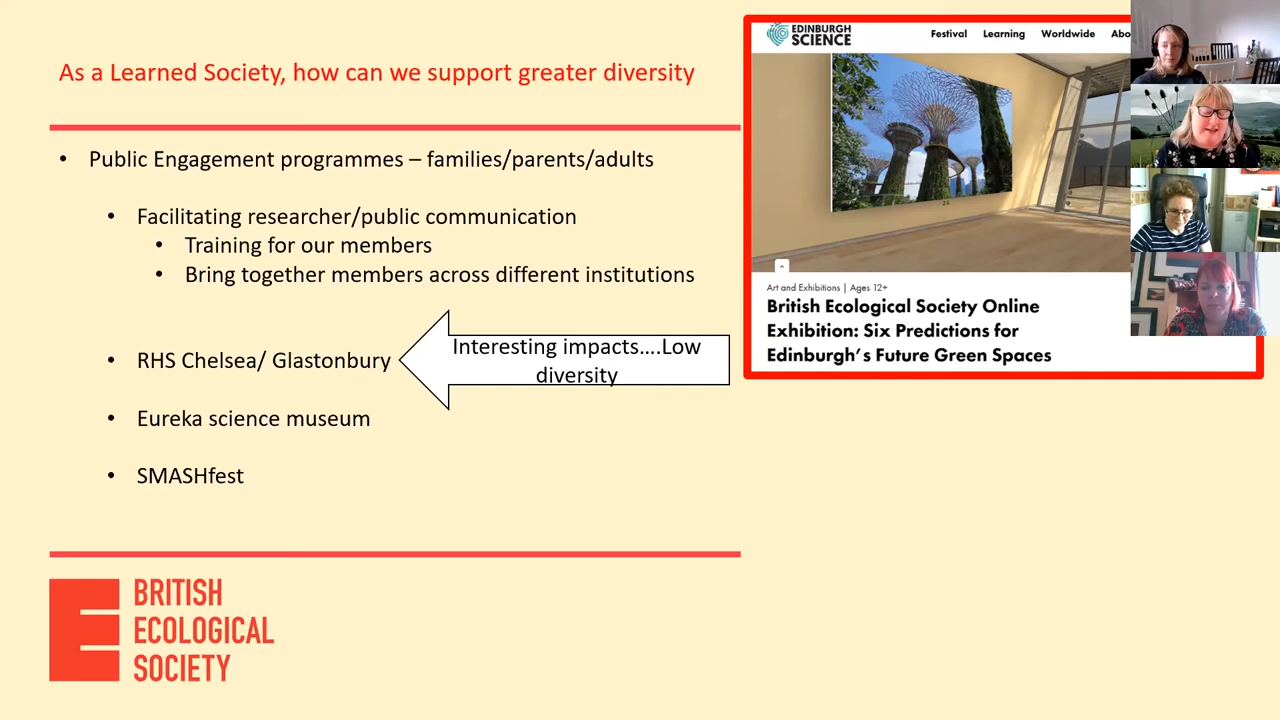 As a Learned Society, how can we support greater diversity
• Public Engagement programmes – families/parents/adults
• Facilitating researcher/public communication
• Training for our members
• Bring together members across different institutions
• RHS Chelsea/ Glastonbury
Interesting impacts....Low
diversity
• Eureka science museum
• SMASHfest
BRITISH
ECOLOGICAL
SOCIETY
EDINBURGH
SCIENCE
Festival Learning Worldwide Abo
Art and Exhibitions | Ages 12+
British Ecological Society Online
Exhibition: Six Predictions for
Edinburgh's Future Green Spaces